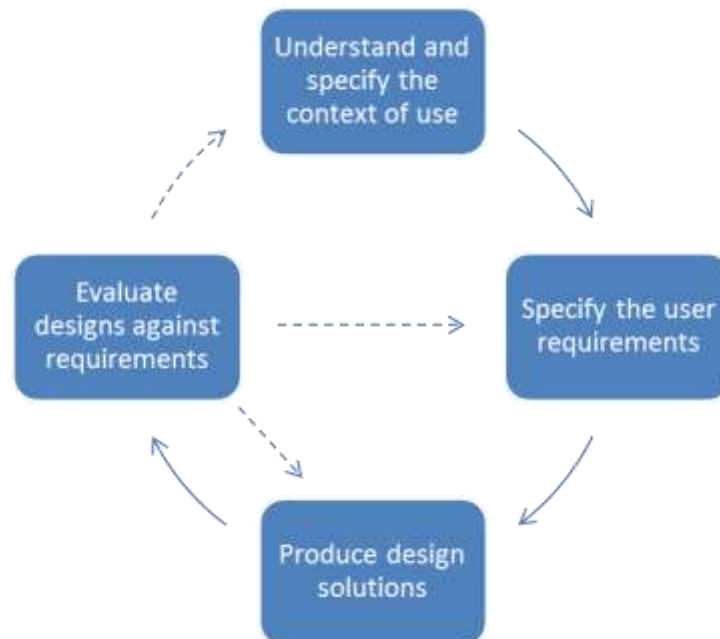 Understand and
specify the
context of use
Evaluate
designs against
requirements
Specify the user
requirements
Produce design
solutions